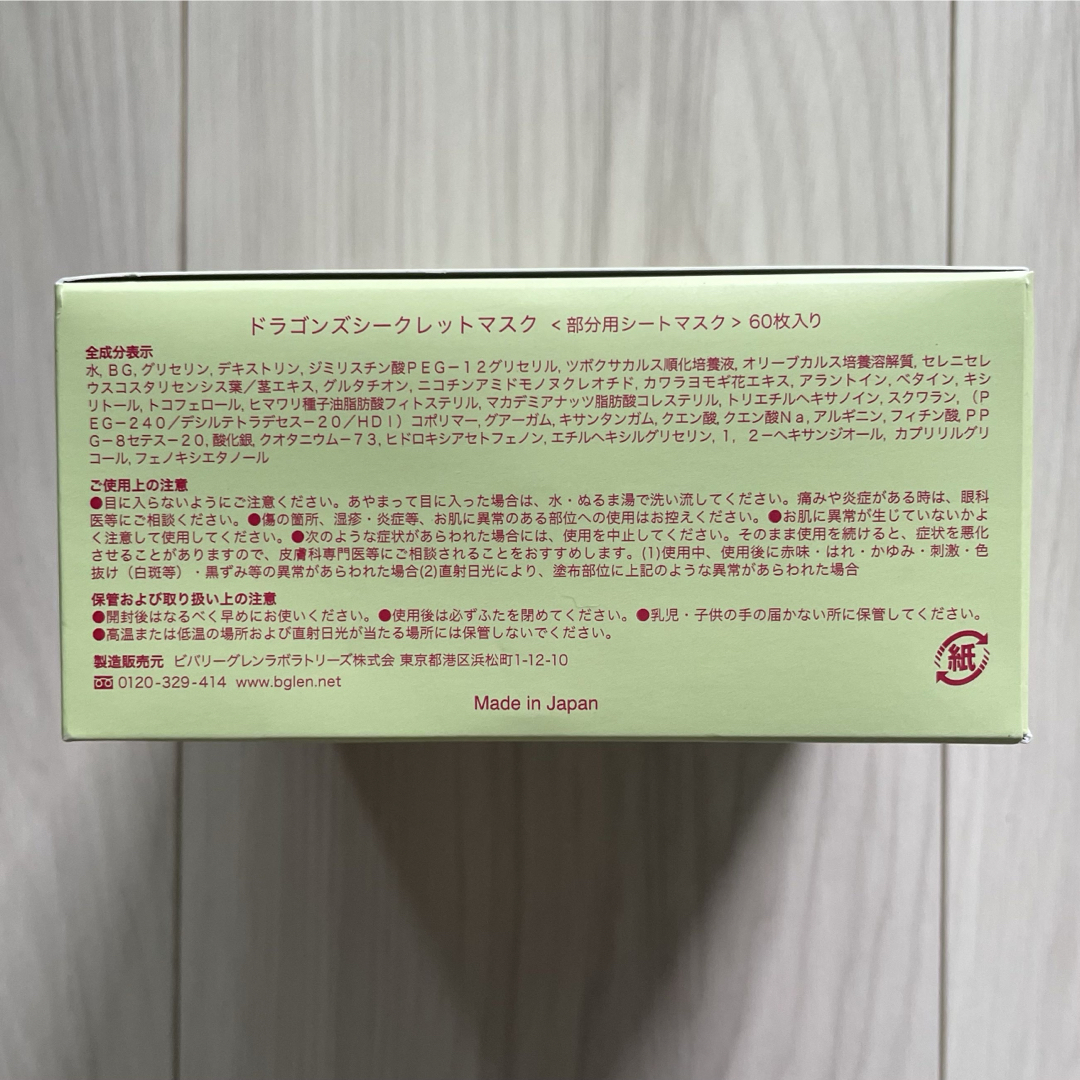 ドラゴンズシークレットマスク <部分用シートマスク> 60枚入り
全成分表示
水, BG, グリセリン, デキストリン, ジミリスチン酸PEG-12グリセリル, ツボクサカルス順化培養液, オリーブカルス培養溶解質, セレニセレ
ウスコスタリセンシス葉/茎エキス, グルタチオン, ニコチンアミドモノヌクレオチド, カワラヨモギ花エキス, アラントイン, ベタイン, キシ
リトール, トコフェロール, ヒマワリ種子油脂肪酸フィトステリル, マカデミアナッツ脂肪酸コレステリル, トリエチルヘキサノイン, スクワラン, (P
EG-240/デシルテトラデセス-20/HDI)コポリマー, グアーガム, キサンタンガム, クエン酸, クエン酸Na, アルギニン, フィチン酸, PP
G-8セテス-20, 酸化銀, クオタニウム-73, ヒドロキシアセトフェノン, エチルヘキシルグリセリン, 1, 2-ヘキサンジオール, カプリリルグリ
コール, フェノキシエタノール
ご使用上の注意
●目に入らないようにご注意ください。あやまって目に入った場合は、水・ぬるま湯で洗い流してください。痛みや炎症がある時は、眼科
医等にご相談ください。●傷の箇所、湿疹・炎症等、お肌に異常のある部位への使用はお控えください。●お肌に異常が生じていないかよ
く注意して使用してください。●次のような症状があらわれた場合には、使用を中止してください。そのまま使用を続けると、症状を悪化
させることがありますので、皮膚科専門医等にご相談されることをおすすめします。(1)使用中、使用後に赤味・はれ・かゆみ・刺激・色
抜け(白斑等)・黒ずみ等の異常があらわれた場合(2)直射日光により、塗布部位に上記のような異常があらわれた場合
保管および取り扱い上の注意
●開封後はなるべく早めにお使いください。●使用後は必ずふたを閉めてください。●乳児・子供の手の届かない所に保管してください。
●高温または低温の場所および直射日光が当たる場所には保管しないでください。
製造販売元 ビバリーグレンラボラトリーズ株式会 東京都港区浜松町1-12-10
0120-329-414 www.bglen.net
紙
Made in Japan